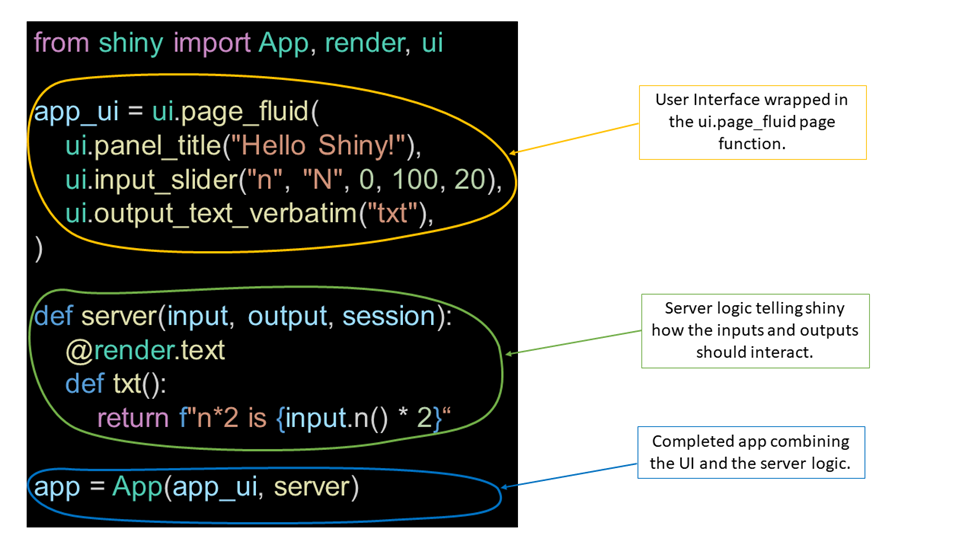 from shiny import App, render, ui
app_ui = ui.page_fluid(
ui.panel_title("Hello Shiny!"),
ui.input_slider("n", "N", 0, 100, 20),
ui.output_text_verbatim("txt"),
)
def server(input, output, session):
@render.text
def txt():
return f"n*2 is {input.n() * 2}“
app = App(app_ui, server)
User Interface wrapped in
the ui.page_fluid page
function.
Server logic telling shiny
how the inputs and outputs
should interact.
Completed app combining
the UI and the server logic.